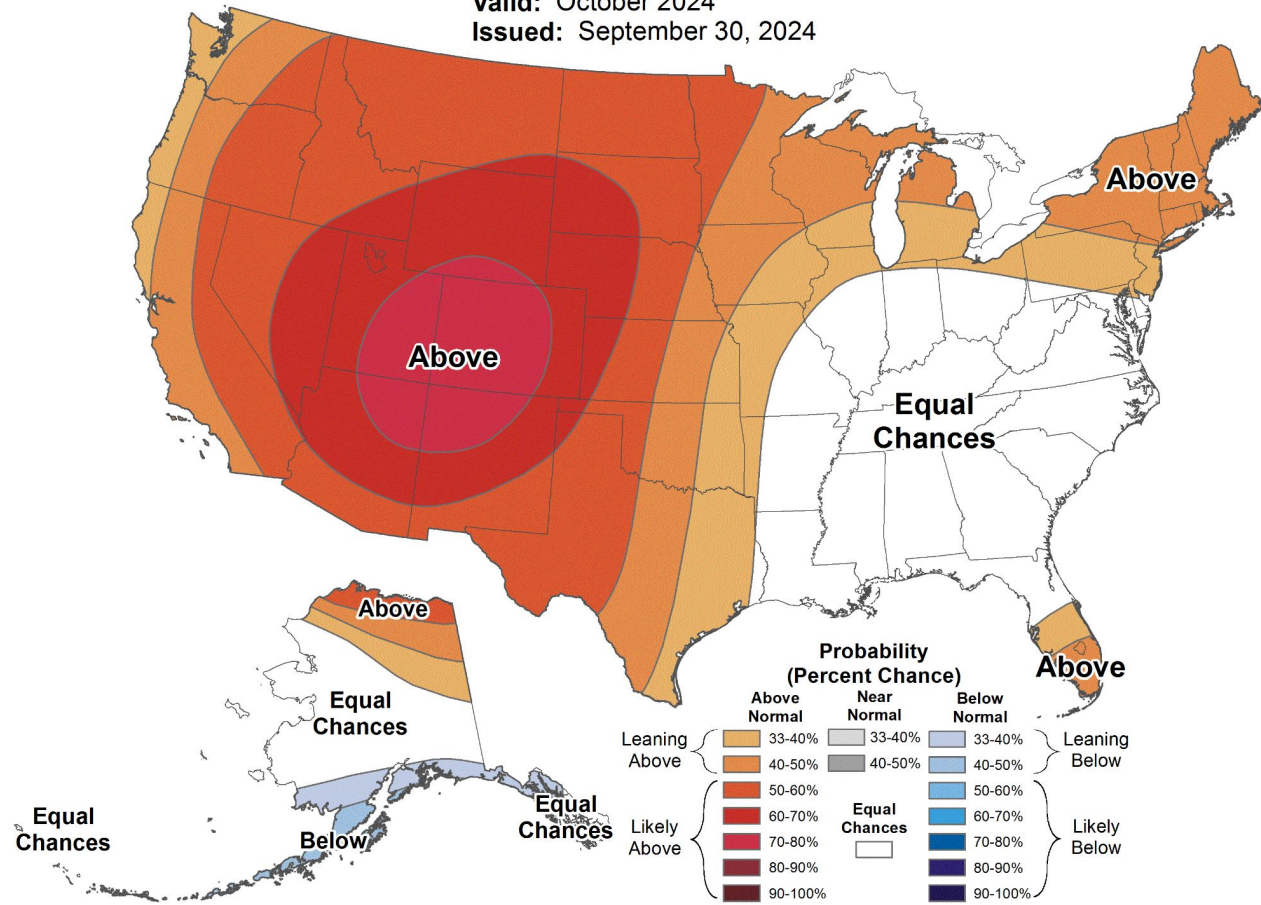 Valid: October 2024
Issued: September 30, 2024
Above
Above
Equal
Chances
Above
Above
Equal
Chances
Equal
Chances
Below
Equal
Chances
Probability
(Percent Chance)
Above
Normal
Near
Normal
Below
Normal
Leaning
Above
33-40%
33-40%
33-40%
Leaning
Below
40-50%
40-50%
40-50%
Likely
Above
50-60%
60-70%
70-80%
80-90%
90-100%
Equal
Chances
50-60%
60-70%
70-80%
80-90%
90-100%
Likely
Below